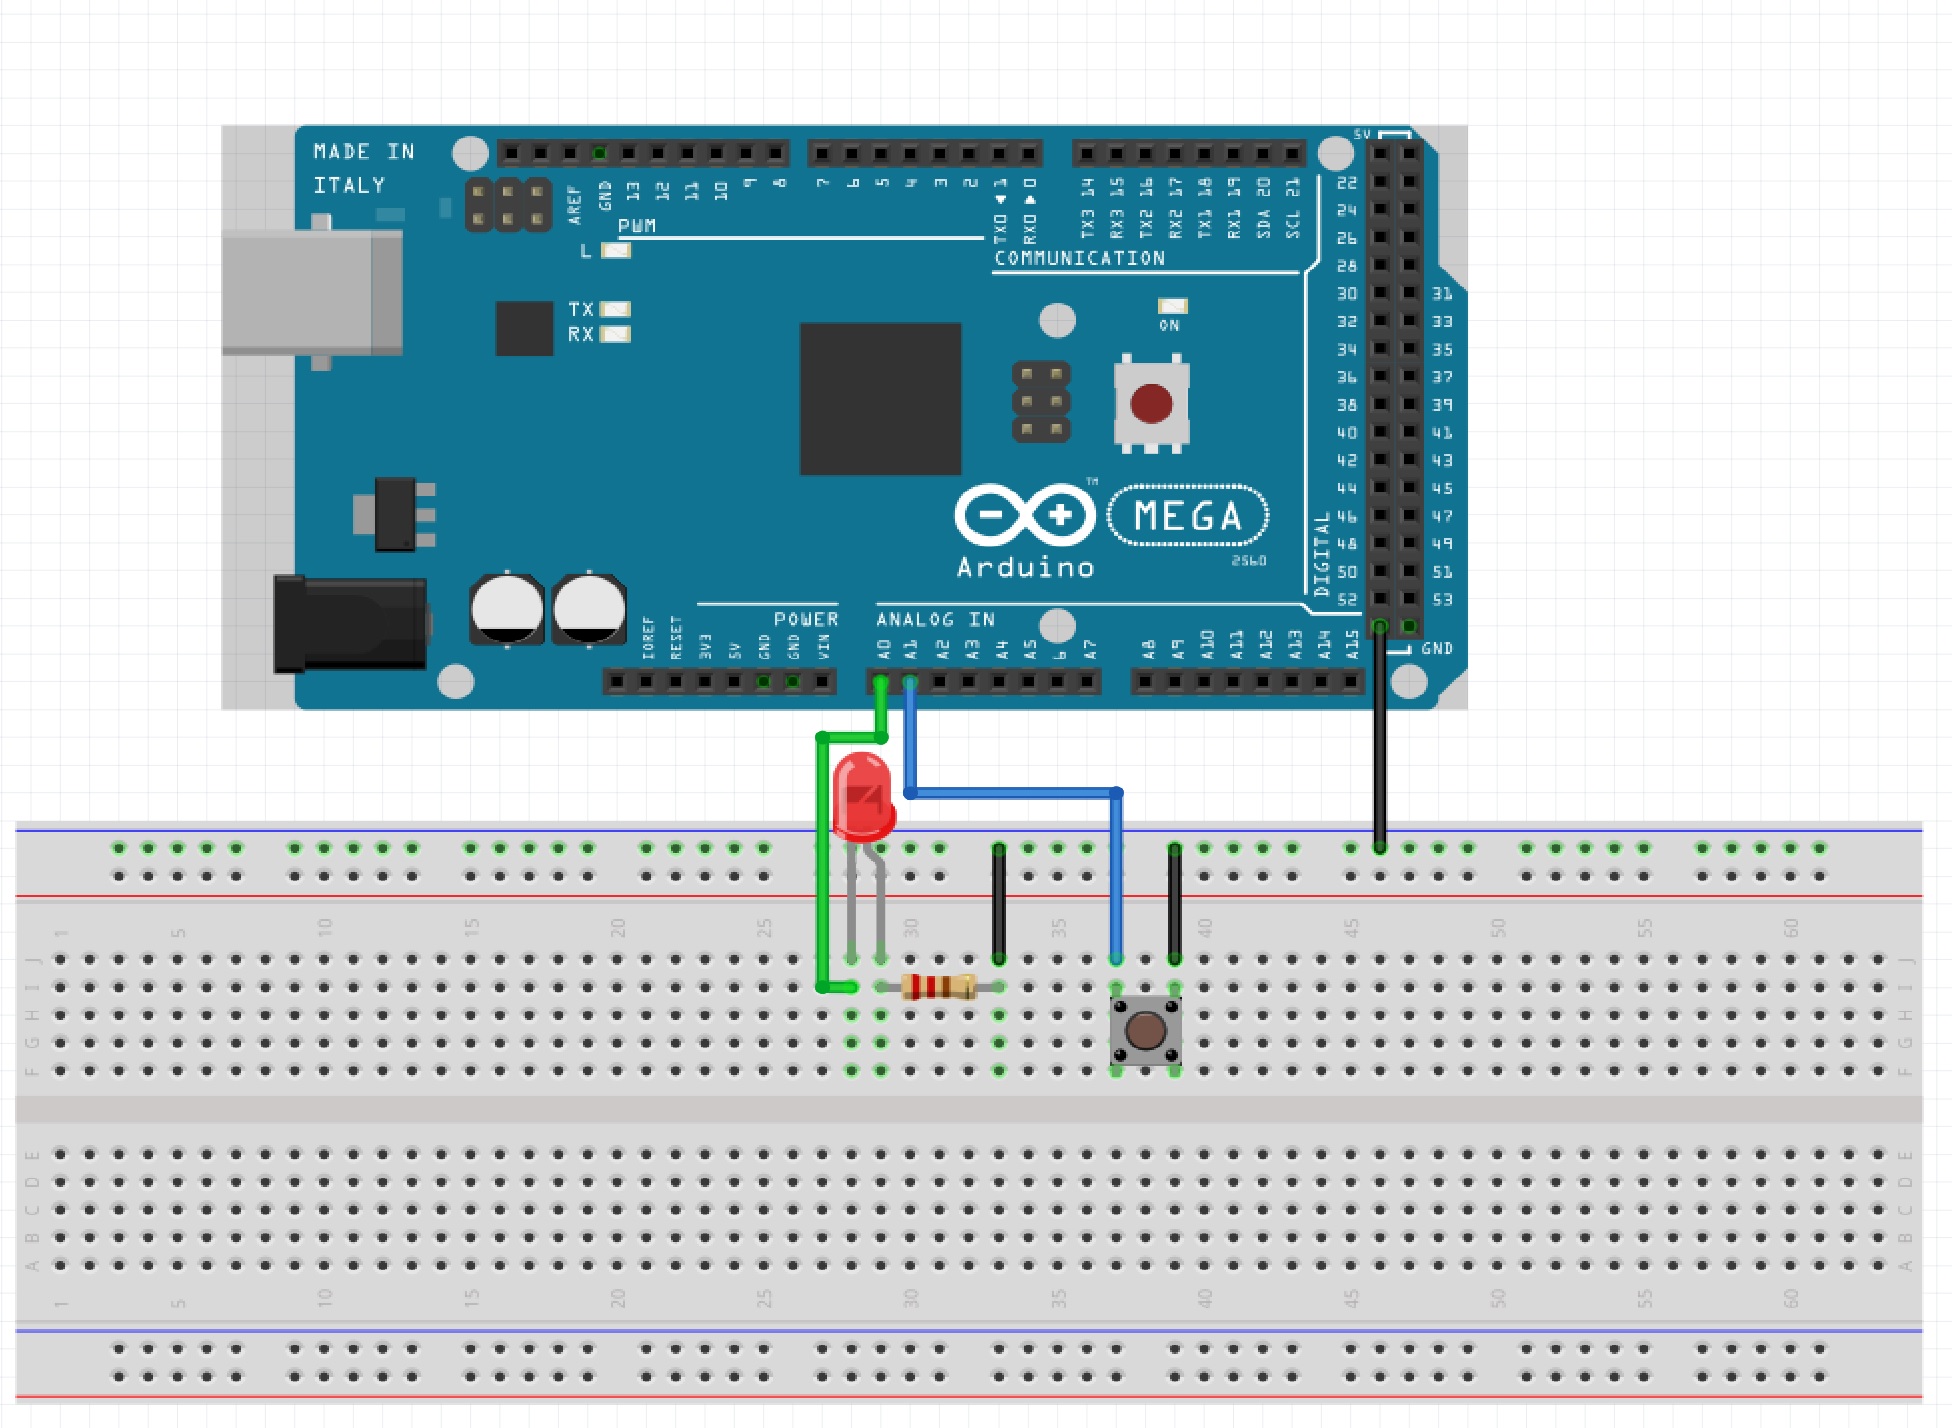 MADE IN
ITALY
5V
AREF
GND
13
12
11
10
9
8
7
6
5
4
3
2
TX0 ◀ 1
RX0 ▶ 0
TX3 14
RX3 15
TX2 16
RX2 17
TX1 18
RX1 19
SDA 20
SCL 21
PWM
COMMUNICATION
L
TX
RX
ON
22
24
26
28
30 31
32 33
34 35
36 37
38 39
40 41
42 43
44 45
46 47
48 49
50 51
52 53
DIGITAL
GND
TM
MEGA
2560
Arduino
POWER
ANALOG IN
IOREF
RESET
3V3
5V
GND
GND
VIN
A0
A1
A2
A3
A4
A5
6
A7
A8
A9
A10
A11
A12
A13
A14
A15
1 5 10 15 20 25 30 35 40 45 50 55 60
J J
I I
H H
G G
F F
E E
D D
C C
B B
A A
1 5 10 15 20 25 30 35 40 45 50 55 60